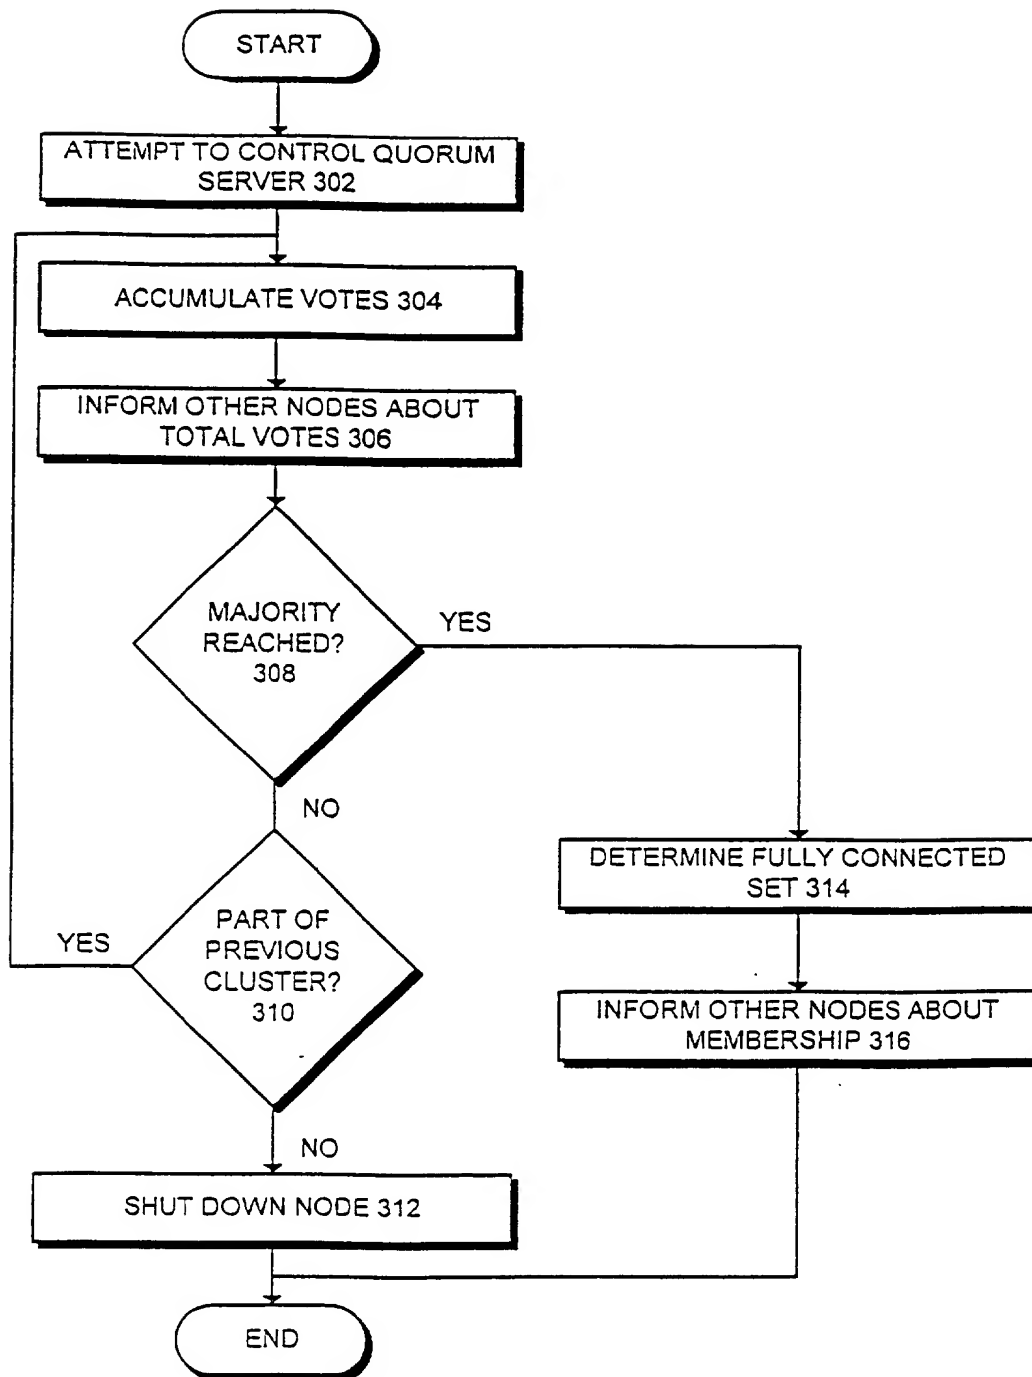 START
ATTEMPT TO CONTROL QUORUM
SERVER 302
ACCUMULATE VOTES 304
INFORM OTHER NODES ABOUT
TOTAL VOTES 306
MAJORITY
REACHED?
308
YES
NO
DETERMINE FULLY CONNECTED
SET 314
PART OF
PREVIOUS
CLUSTER?
310
YES
INFORM OTHER NODES ABOUT
MEMBERSHIP 316
NO
SHUT DOWN NODE 312
END